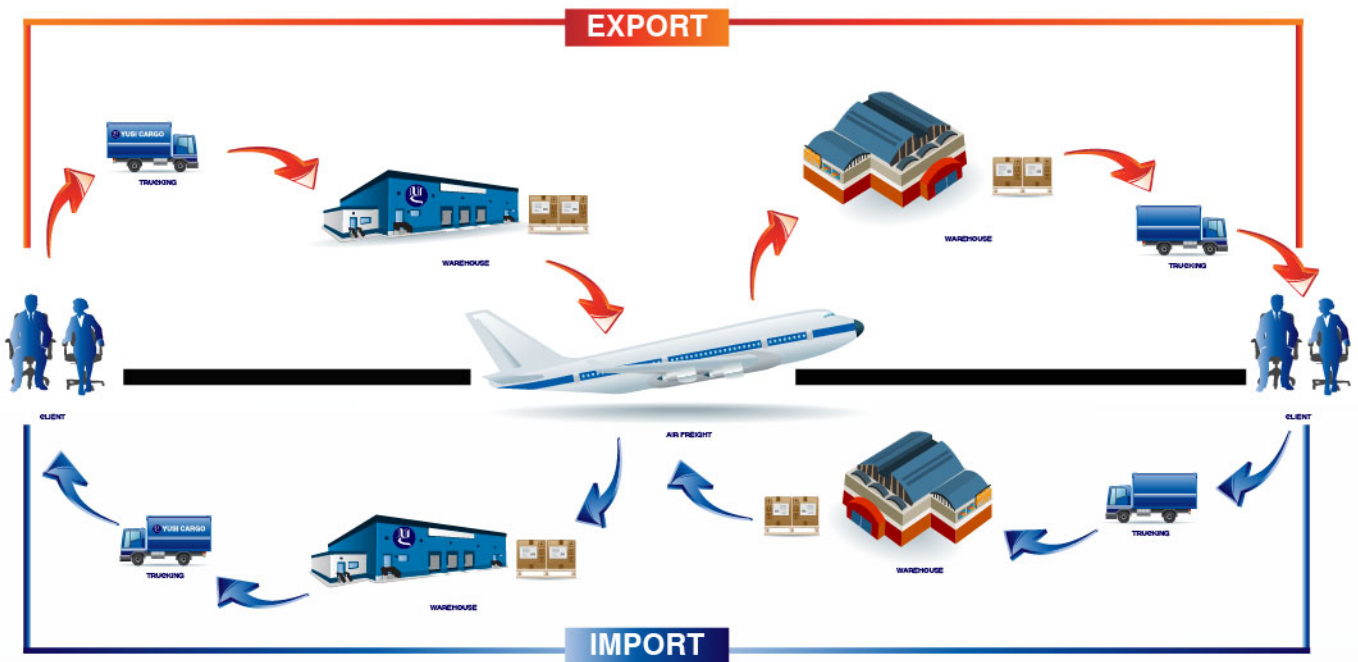 EXPORT
YUSI CARGO
TRUCKING
WAREHOUSE
WAREHOUSE
TRUCKING
CLIENT
CLIENT
AIR FREIGHT
YUSI CARGO
TRUCKING
WAREHOUSE
WAREHOUSE
TRUCKING
IMPORT